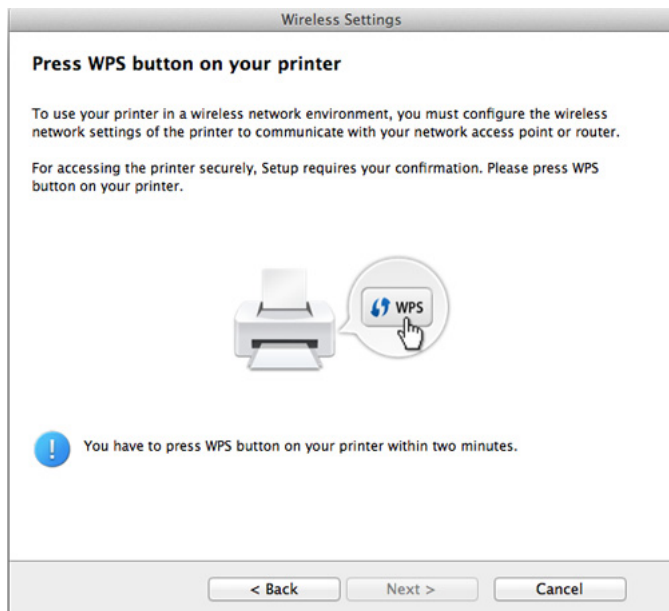 Wireless Settings
Press WPS button on your printer
To use your printer in a wireless network environment, you must configure the wireless
network settings of the printer to communicate with your network access point or router.
For accessing the printer securely, Setup requires your confirmation. Please press WPS
button on your printer.
WPS
You have to press WPS button on your printer within two minutes.
< Back
Next >
Cancel